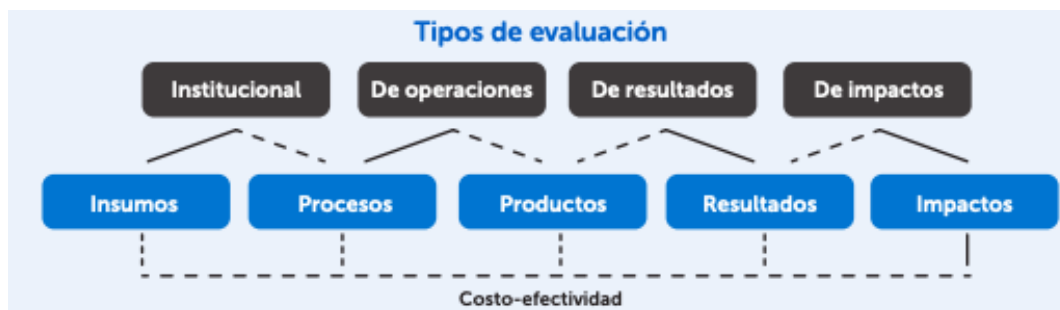 Tipos de evaluación
Institucional
De operaciones
De resultados
De impactos
Insumos
Procesos
Productos
Resultados
Impactos
Costo-efectividad